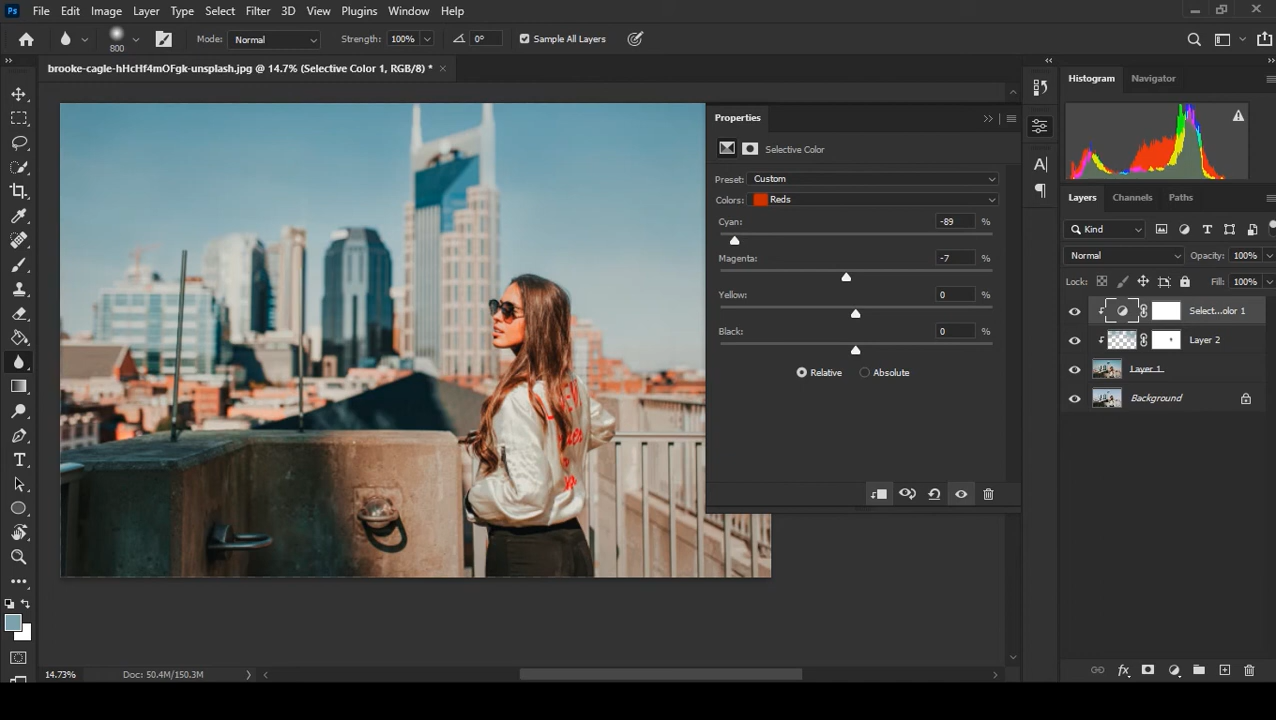 Ps File Edit Image Layer Type Select Filter 3D View Plugins Window Help
800 Mode: Normal Strength: 100% 0° Sample All Layers
brooke-cagle-hHcHf4mOFgk-unsplash.jpg @ 14.7% (Selective Color 1, RGB/8) * ×
Histogram Navigator
Properties
Selective Color
Preset: Custom
Colors: Reds
Cyan: -89 %
Magenta: -7 %
Yellow: 0 %
Black: 0 %
Relative Absolute
Layers Channels Paths
Kind
Normal Opacity: 100%
Lock: Fill: 100%
Select...olor 1
Layer 2
Layer 1
Background
14.73% Doc: 50.4M/150.3M